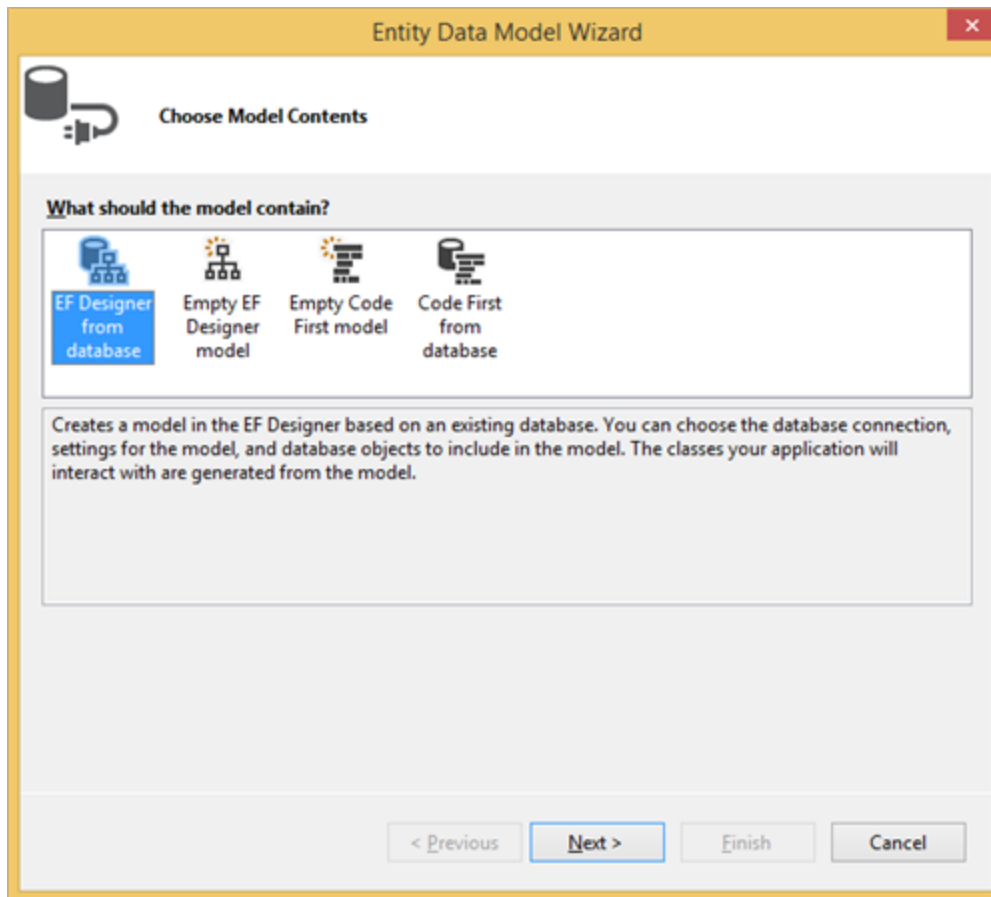 Entity Data Model Wizard
Choose Model Contents
What should the model contain?
EF Designer
from
database
Empty EF
Designer
model
Empty Code
First model
Code First
from
database
Creates a model in the EF Designer based on an existing database. You can choose the database connection,
settings for the model, and database objects to include in the model. The classes your application will
interact with are generated from the model.
< Previous
Next >
Finish
Cancel